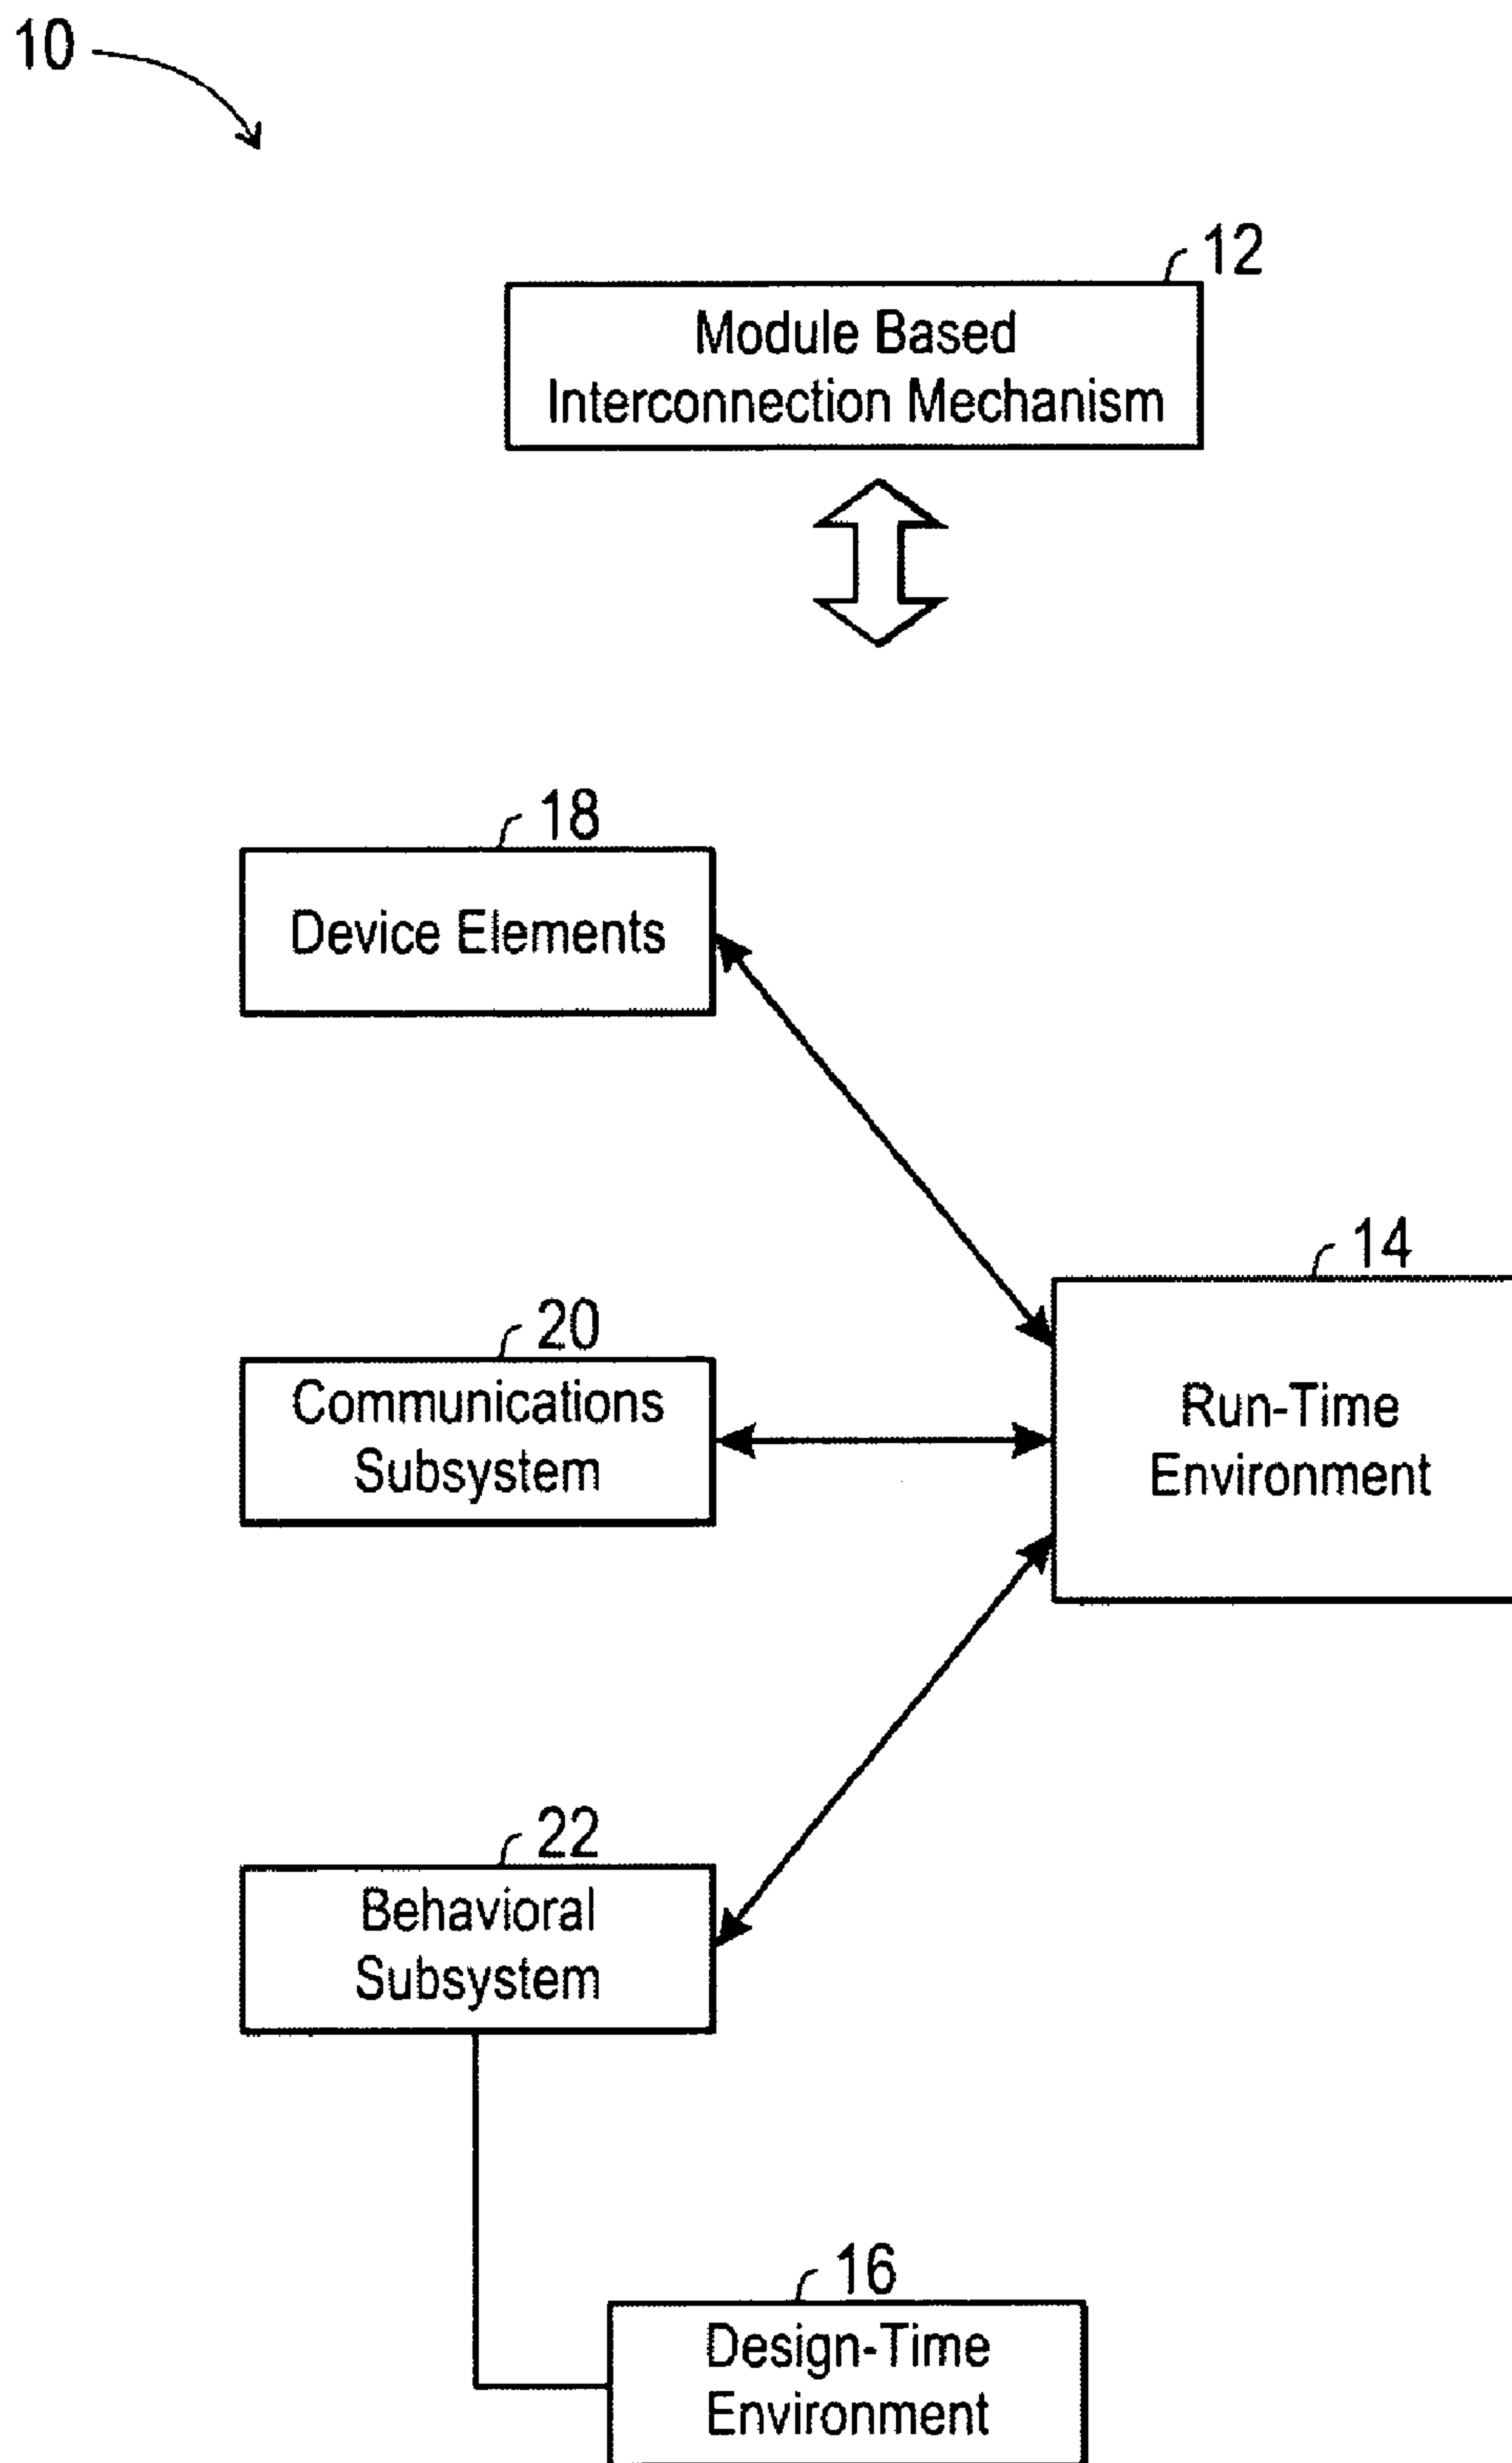 10
12
Module Based
Interconnection Mechanism
18
Device Elements
14
Run-Time
Environment
20
Communications
Subsystem
22
Behavioral
Subsystem
16
Design-Time
Environment